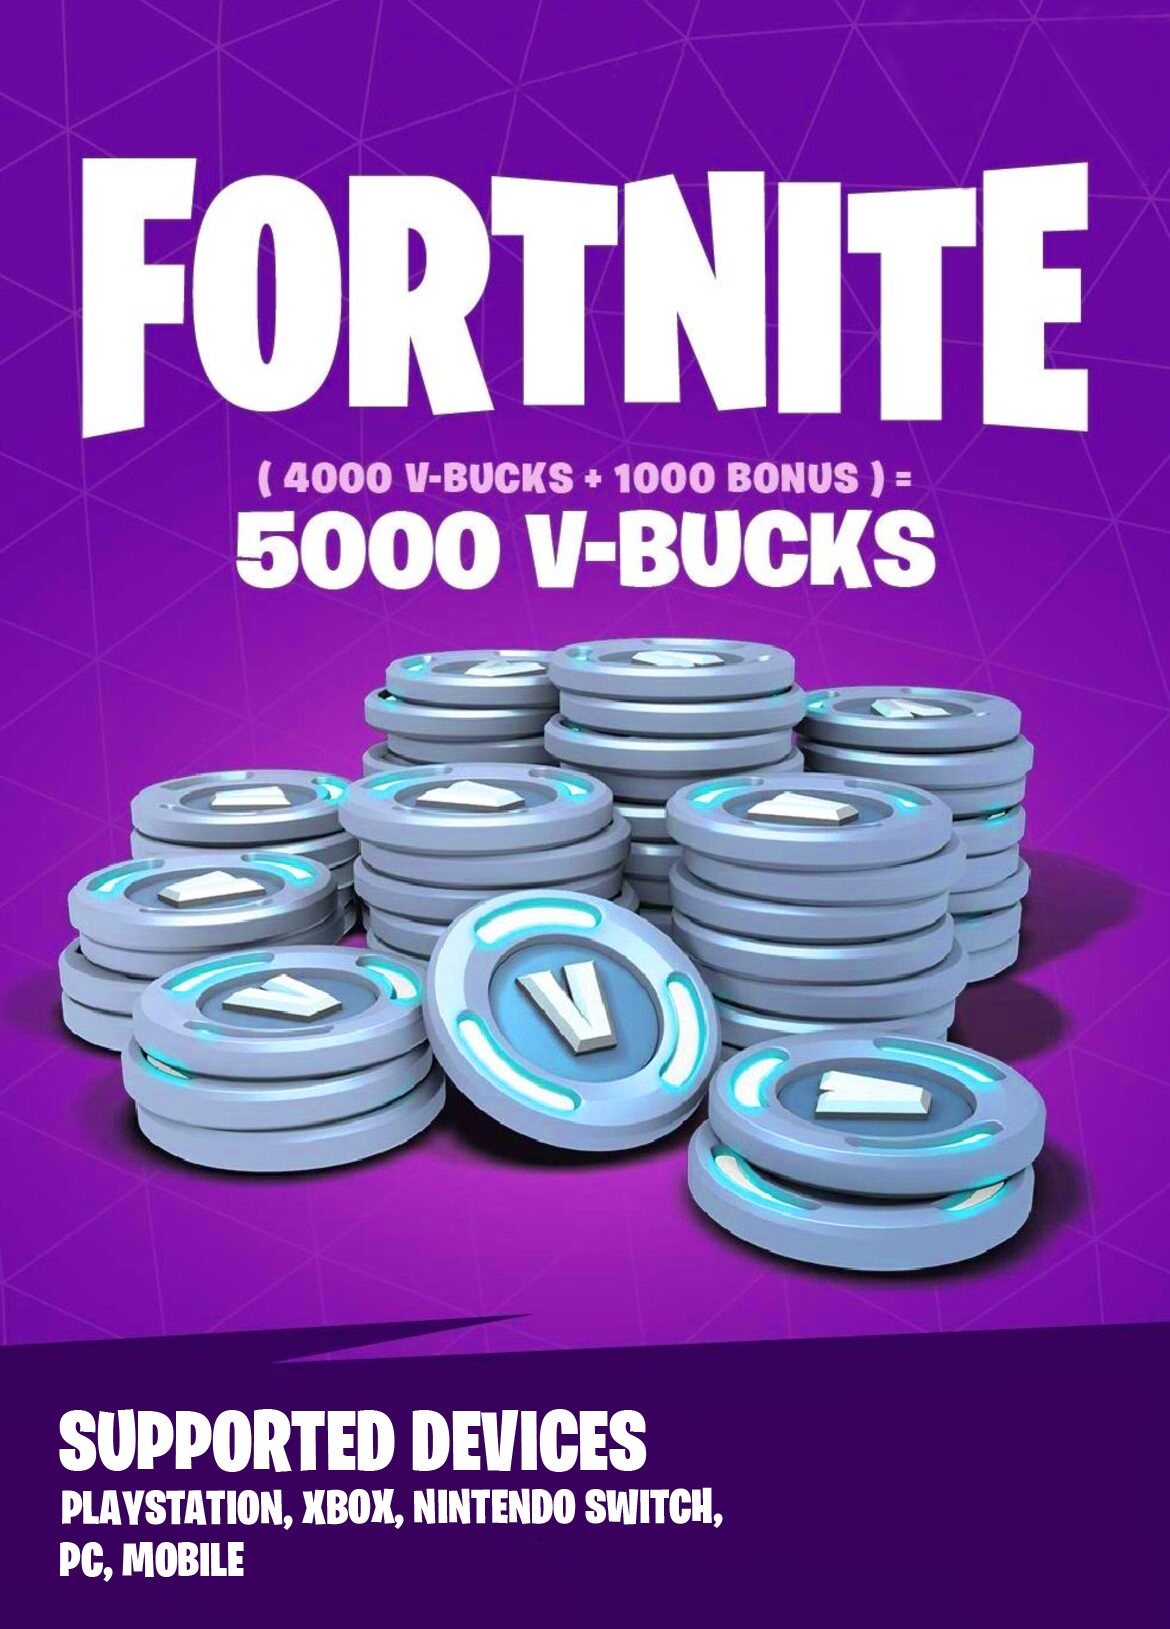 FORTNITE
( 4000 V-BUCKS + 1000 BONUS ) =
5000 V-BUCKS
SUPPORTED DEVICES
PLAYSTATION, XBOX, NINTENDO SWITCH,
PC, MOBILE